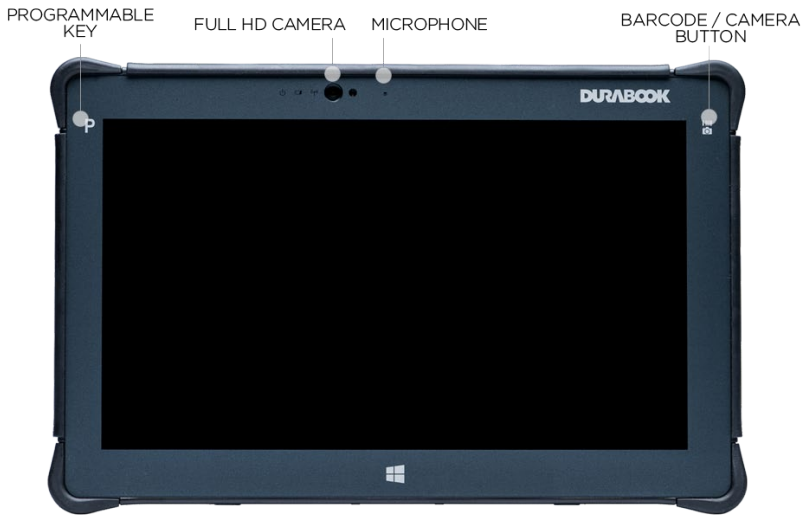 PROGRAMMABLE
KEY
FULL HD CAMERA
MICROPHONE
BARCODE / CAMERA
BUTTON
DURABOOK
P